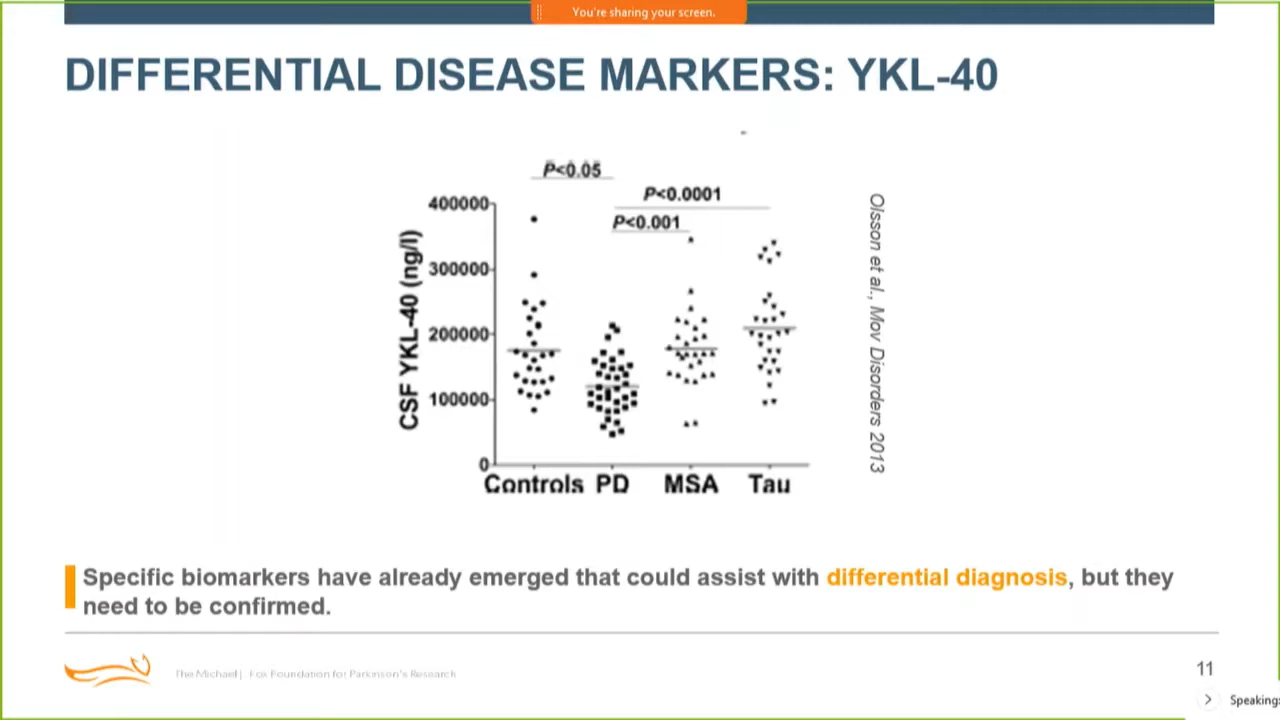 You're sharing your screen.
DIFFERENTIAL DISEASE MARKERS: YKL-40
P<0.05
P<0.0001
P<0.001
CSF YKL-40 (ng/l)
400000
300000
200000
100000
0
Controls PD MSA Tau
Olsson et al., Mov Disorders 2013
Specific biomarkers have already emerged that could assist with differential diagnosis, but they
need to be confirmed.
The Michael J. Fox Foundation for Parkinson's Research
11
Speaking: